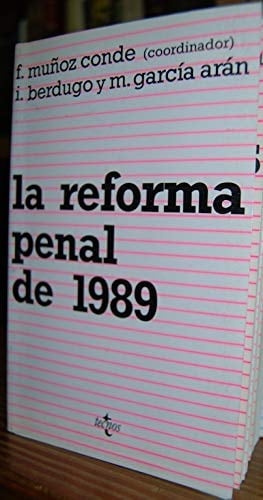 f. muñoz conde (coordinador)
i. berdugo y m. garcía arán
la reforma
penal
de 1989
tecnos